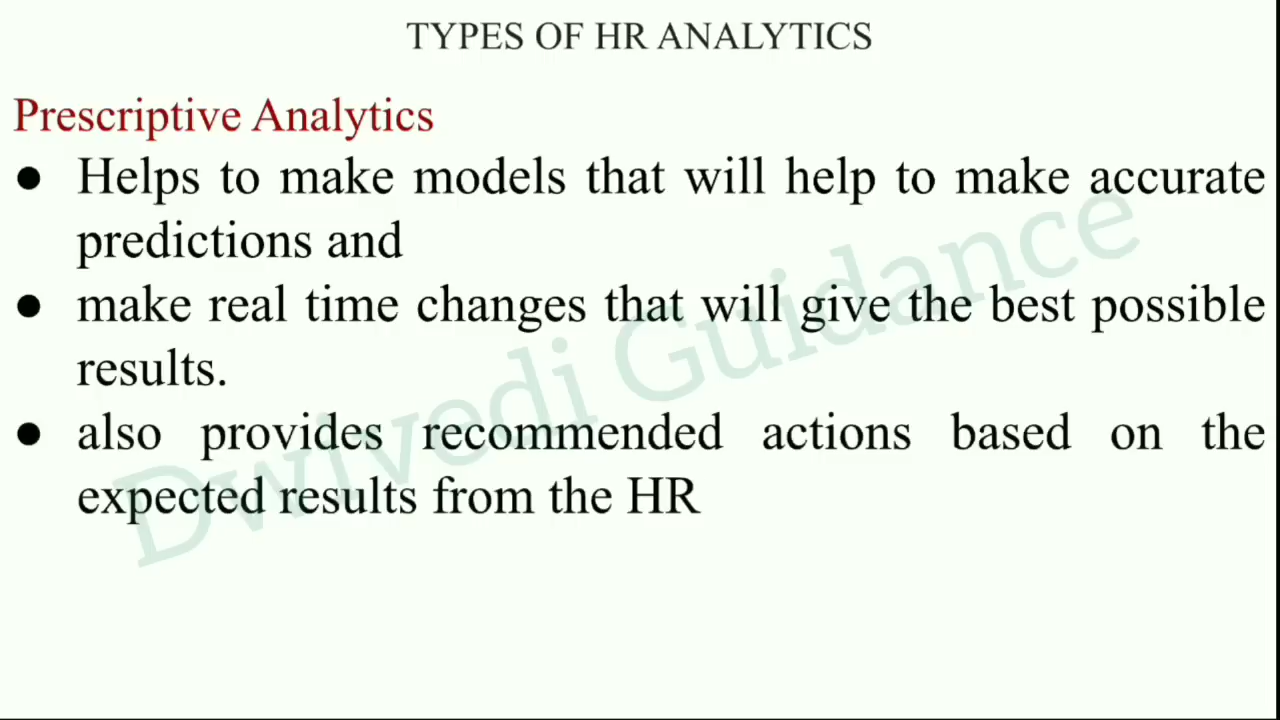 TYPES OF HR ANALYTICS
Prescriptive Analytics
● Helps to make models that will help to make accurate
predictions and
● make real time changes that will give the best possible
results.
● also provides recommended actions based on the
expected results from the HR
Dwivedi Guidance